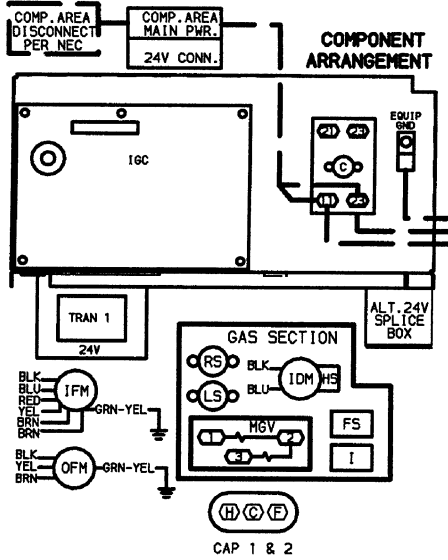 COMP.AREA
DISCONNECT
PER NEC
COMP.AREA
MAIN PWR.
24V CONN.
COMPONENT
ARRANGEMENT
IGC
21
23
C
11
23
EQUIP
GND
TRAN 1
24V
ALT.24V
SPLICE
BOX
GAS SECTION
RS
LS
BLK
BLU
IDM
HS
MGV
1
2
3
FS
I
BLK
BLU
RED
YEL
BRN
BRN
IFM
GRN-YEL
BLK
YEL
BRN
OFM
GRN-YEL
H
C
F
CAP 1 & 2